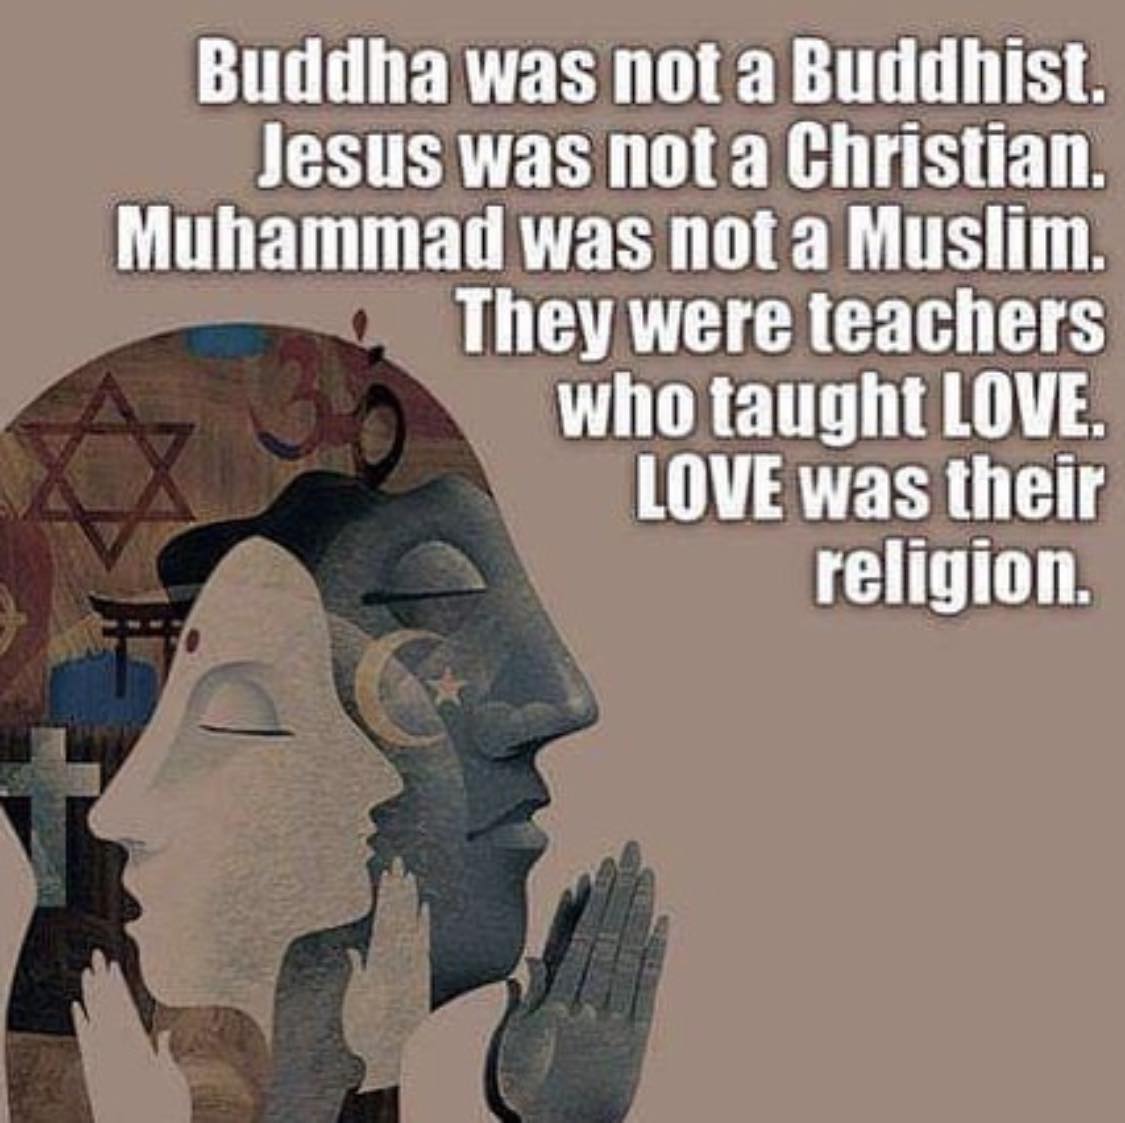 Buddha was not a Buddhist.
Jesus was not a Christian.
Muhammad was not a Muslim.
They were teachers
who taught LOVE.
LOVE was their
religion.